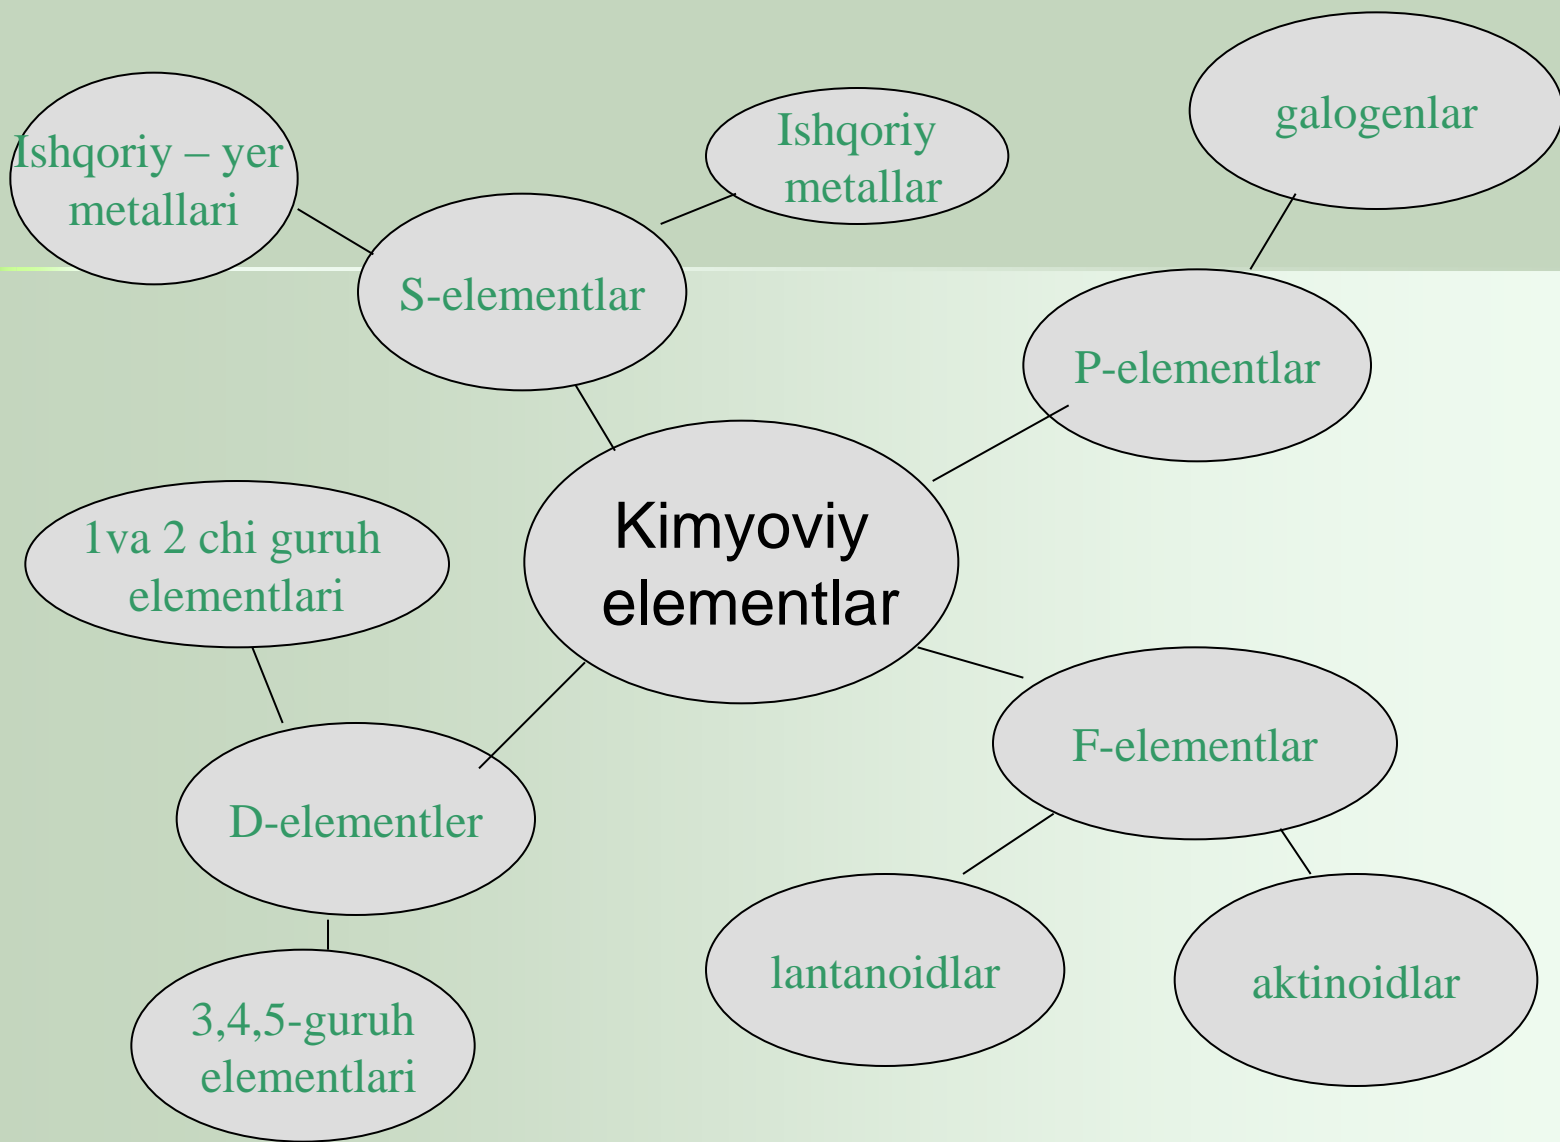 Ishqoriy – yer
metallari
Ishqoriy
metallar
galogenlar
S-elementlar
P-elementlar
Kimyoviy
elementlar
1va 2 chi guruh
elementlari
D-elementler
F-elementlar
3,4,5-guruh
elementlari
lantanoidlar
aktinoidlar